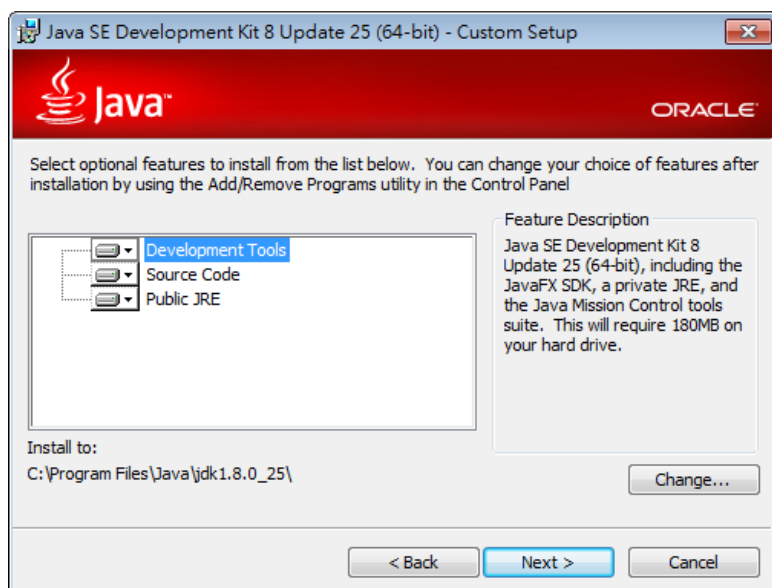 Java SE Development Kit 8 Update 25 (64-bit) - Custom Setup
Java™
ORACLE
Select optional features to install from the list below.  You can change your choice of features after
installation by using the Add/Remove Programs utility in the Control Panel
Development Tools
Source Code
Public JRE
Feature Description
Java SE Development Kit 8
Update 25 (64-bit), including the
JavaFX SDK, a private JRE, and
the Java Mission Control tools
suite.  This will require 180MB on
your hard drive.
Install to:
C:\Program Files\Java\jdk1.8.0_25\
Change...
< Back
Next >
Cancel